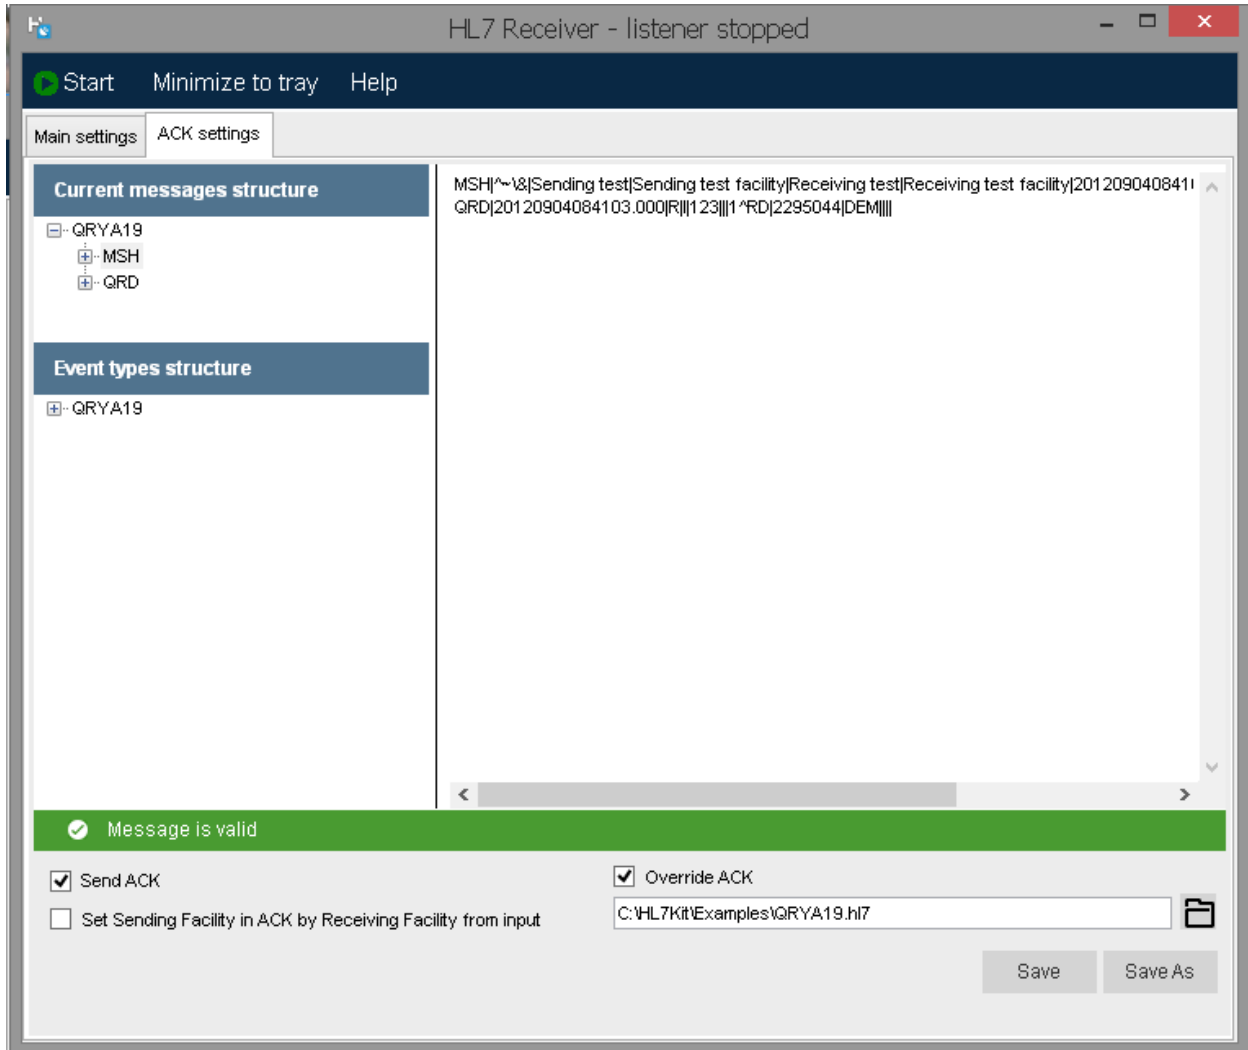 HL7 Receiver - listener stopped
Start Minimize to tray Help
Main settings ACK settings
Current messages structure
QRYA19
MSH
QRD
Event types structure
QRYA19
MSH|^~\&|Sending test|Sending test facility|Receiving test|Receiving test facility|201209040841
QRD|20120904084103.000|R|I||123|||1^RD|2295044|DEM||||
Message is valid
Send ACK
Set Sending Facility in ACK by Receiving Facility from input
Override ACK
C:\HL7Kit\Examples\QRYA19.hl7
Save Save As